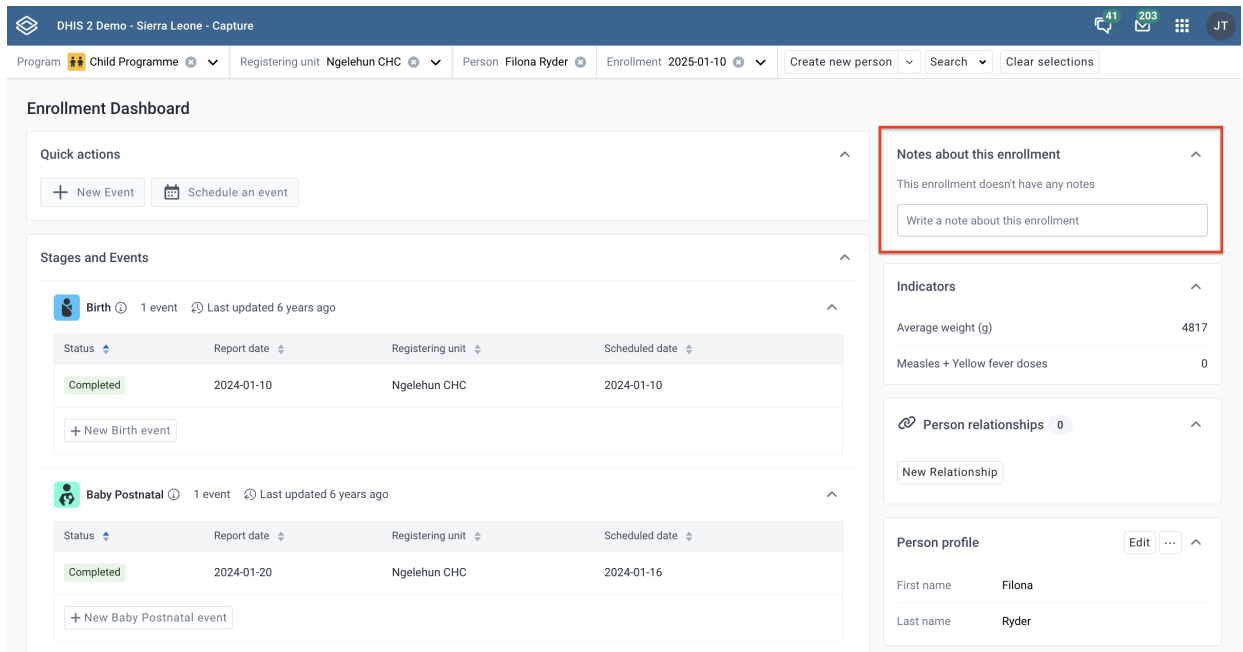 DHIS 2 Demo - Sierra Leone - Capture
41
203
JT
Program Child Programme
Registering unit Ngelehun CHC
Person Filona Ryder
Enrollment 2025-01-10
Create new person
Search
Clear selections
Enrollment Dashboard
Quick actions
New Event
Schedule an event
Stages and Events
Birth 1 event Last updated 6 years ago
Status Report date Registering unit Scheduled date
Completed 2024-01-10 Ngelehun CHC 2024-01-10
+ New Birth event
Baby Postnatal 1 event Last updated 6 years ago
Status Report date Registering unit Scheduled date
Completed 2024-01-20 Ngelehun CHC 2024-01-16
+ New Baby Postnatal event
Notes about this enrollment
This enrollment doesn't have any notes
Write a note about this enrollment
Indicators
Average weight (g) 4817
Measles + Yellow fever doses 0
Person relationships 0
New Relationship
Person profile
Edit ...
First name Filona
Last name Ryder